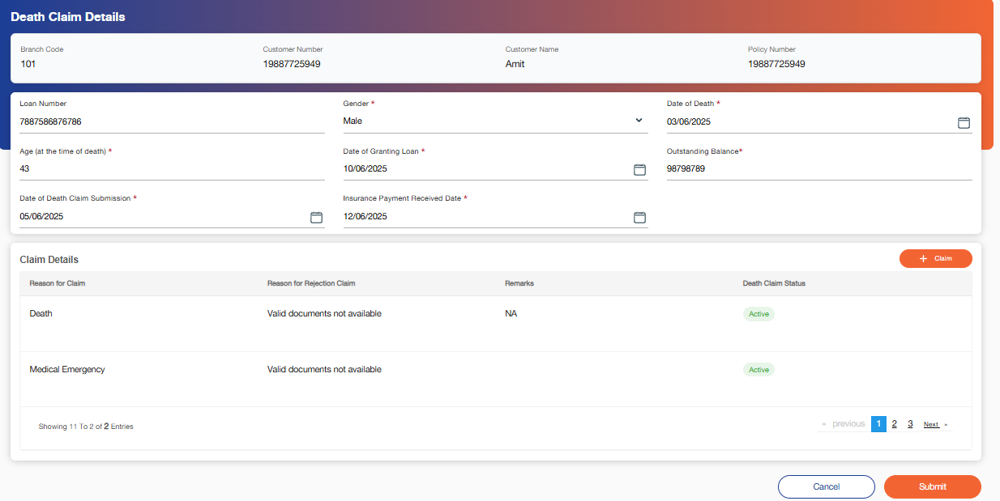 Death Claim Details
Branch Code Customer Number Customer Name Policy Number
101 19887725949 Amit 19887725949
Loan Number Gender * Date of Death *
7887586876786 Male 03/06/2025
Age (at the time of death) * Date of Granting Loan * Outstanding Balance*
43 10/06/2025 98798789
Date of Death Claim Submission * Insurance Payment Received Date *
05/06/2025 12/06/2025
Claim Details + Claim
Reason for Claim Reason for Rejection Claim Remarks Death Claim Status
Death Valid documents not available NA Active
Medical Emergency Valid documents not available Active
Showing 11 To 2 of 2 Entries « previous 1 2 3 Next »
Cancel Submit